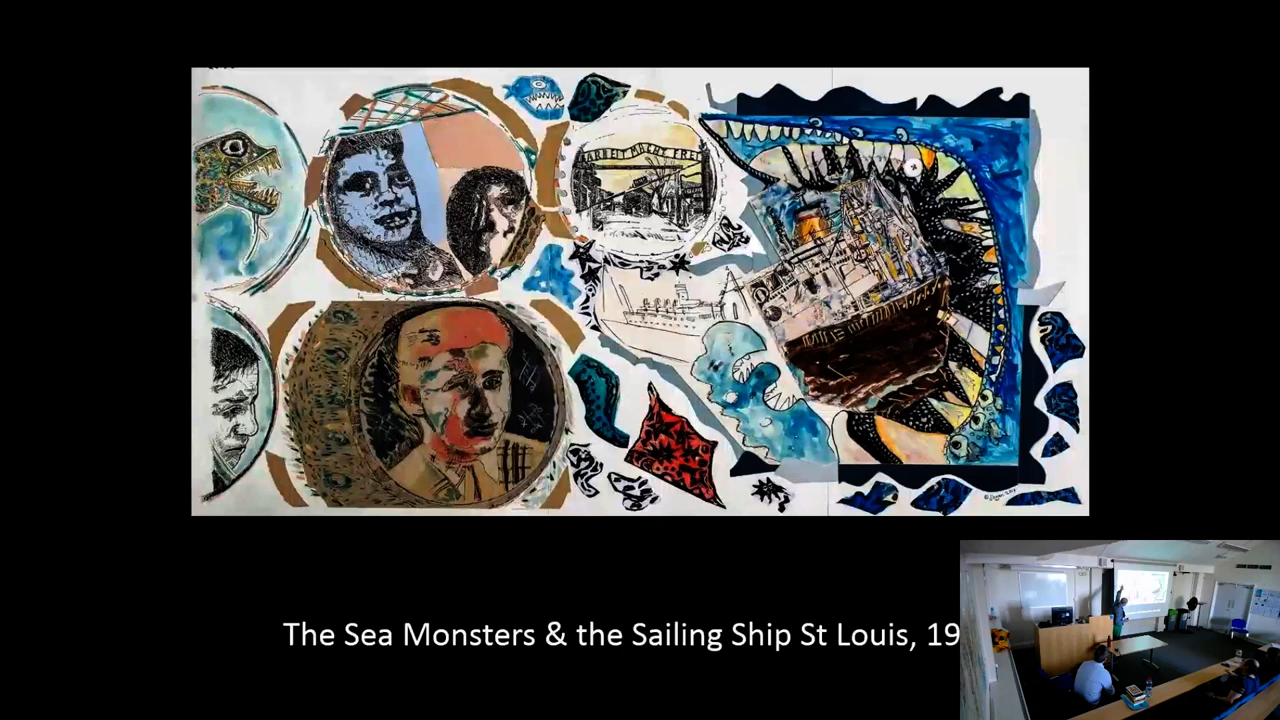 ARBEIT MACHT FREI
The Sea Monsters & the Sailing Ship St Louis, 19